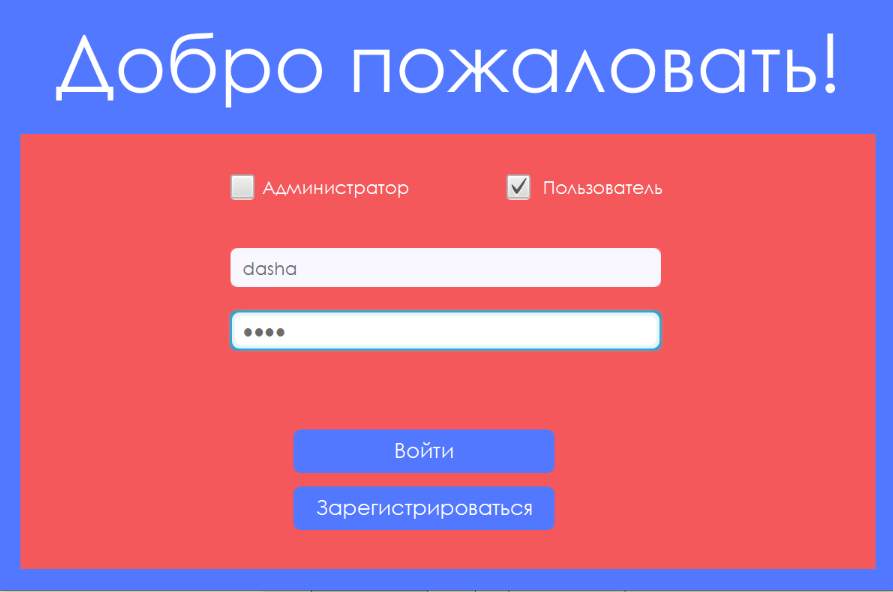 Добро пожаловать!
Администратор Пользователь
dasha
••••
Войти
Зарегистрироваться